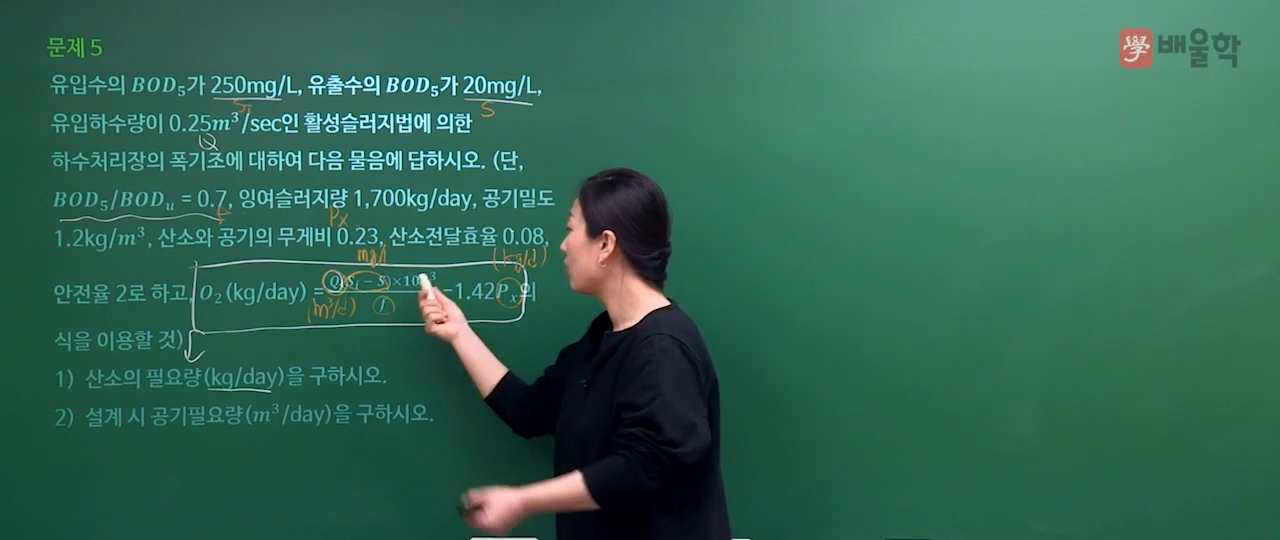 문제 5
學 배울학
유입수의 BOD₅가 250mg/L, 유출수의 BOD₅가 20mg/L,
Sᵢ S
유입하수량이 0.25m³/sec인 활성슬러지법에 의한
Q
하수처리장의 폭기조에 대하여 다음 물음에 답하시오. (단,
BOD₅/BODᵤ = 0.7, 잉여슬러지량 1,700kg/day, 공기밀도
f Px
1.2kg/m³, 산소와 공기의 무게비 0.23, 산소전달효율 0.08,
mg/l (kg/d)
안전율 2로 하고, O₂(kg/day) = Q(Sᵢ − S)×10⁻³ / f −1.42Pₓ의
(m³/d)
식을 이용할 것)
1) 산소의 필요량(kg/day)을 구하시오.
2) 설계 시 공기필요량(m³/day)을 구하시오.